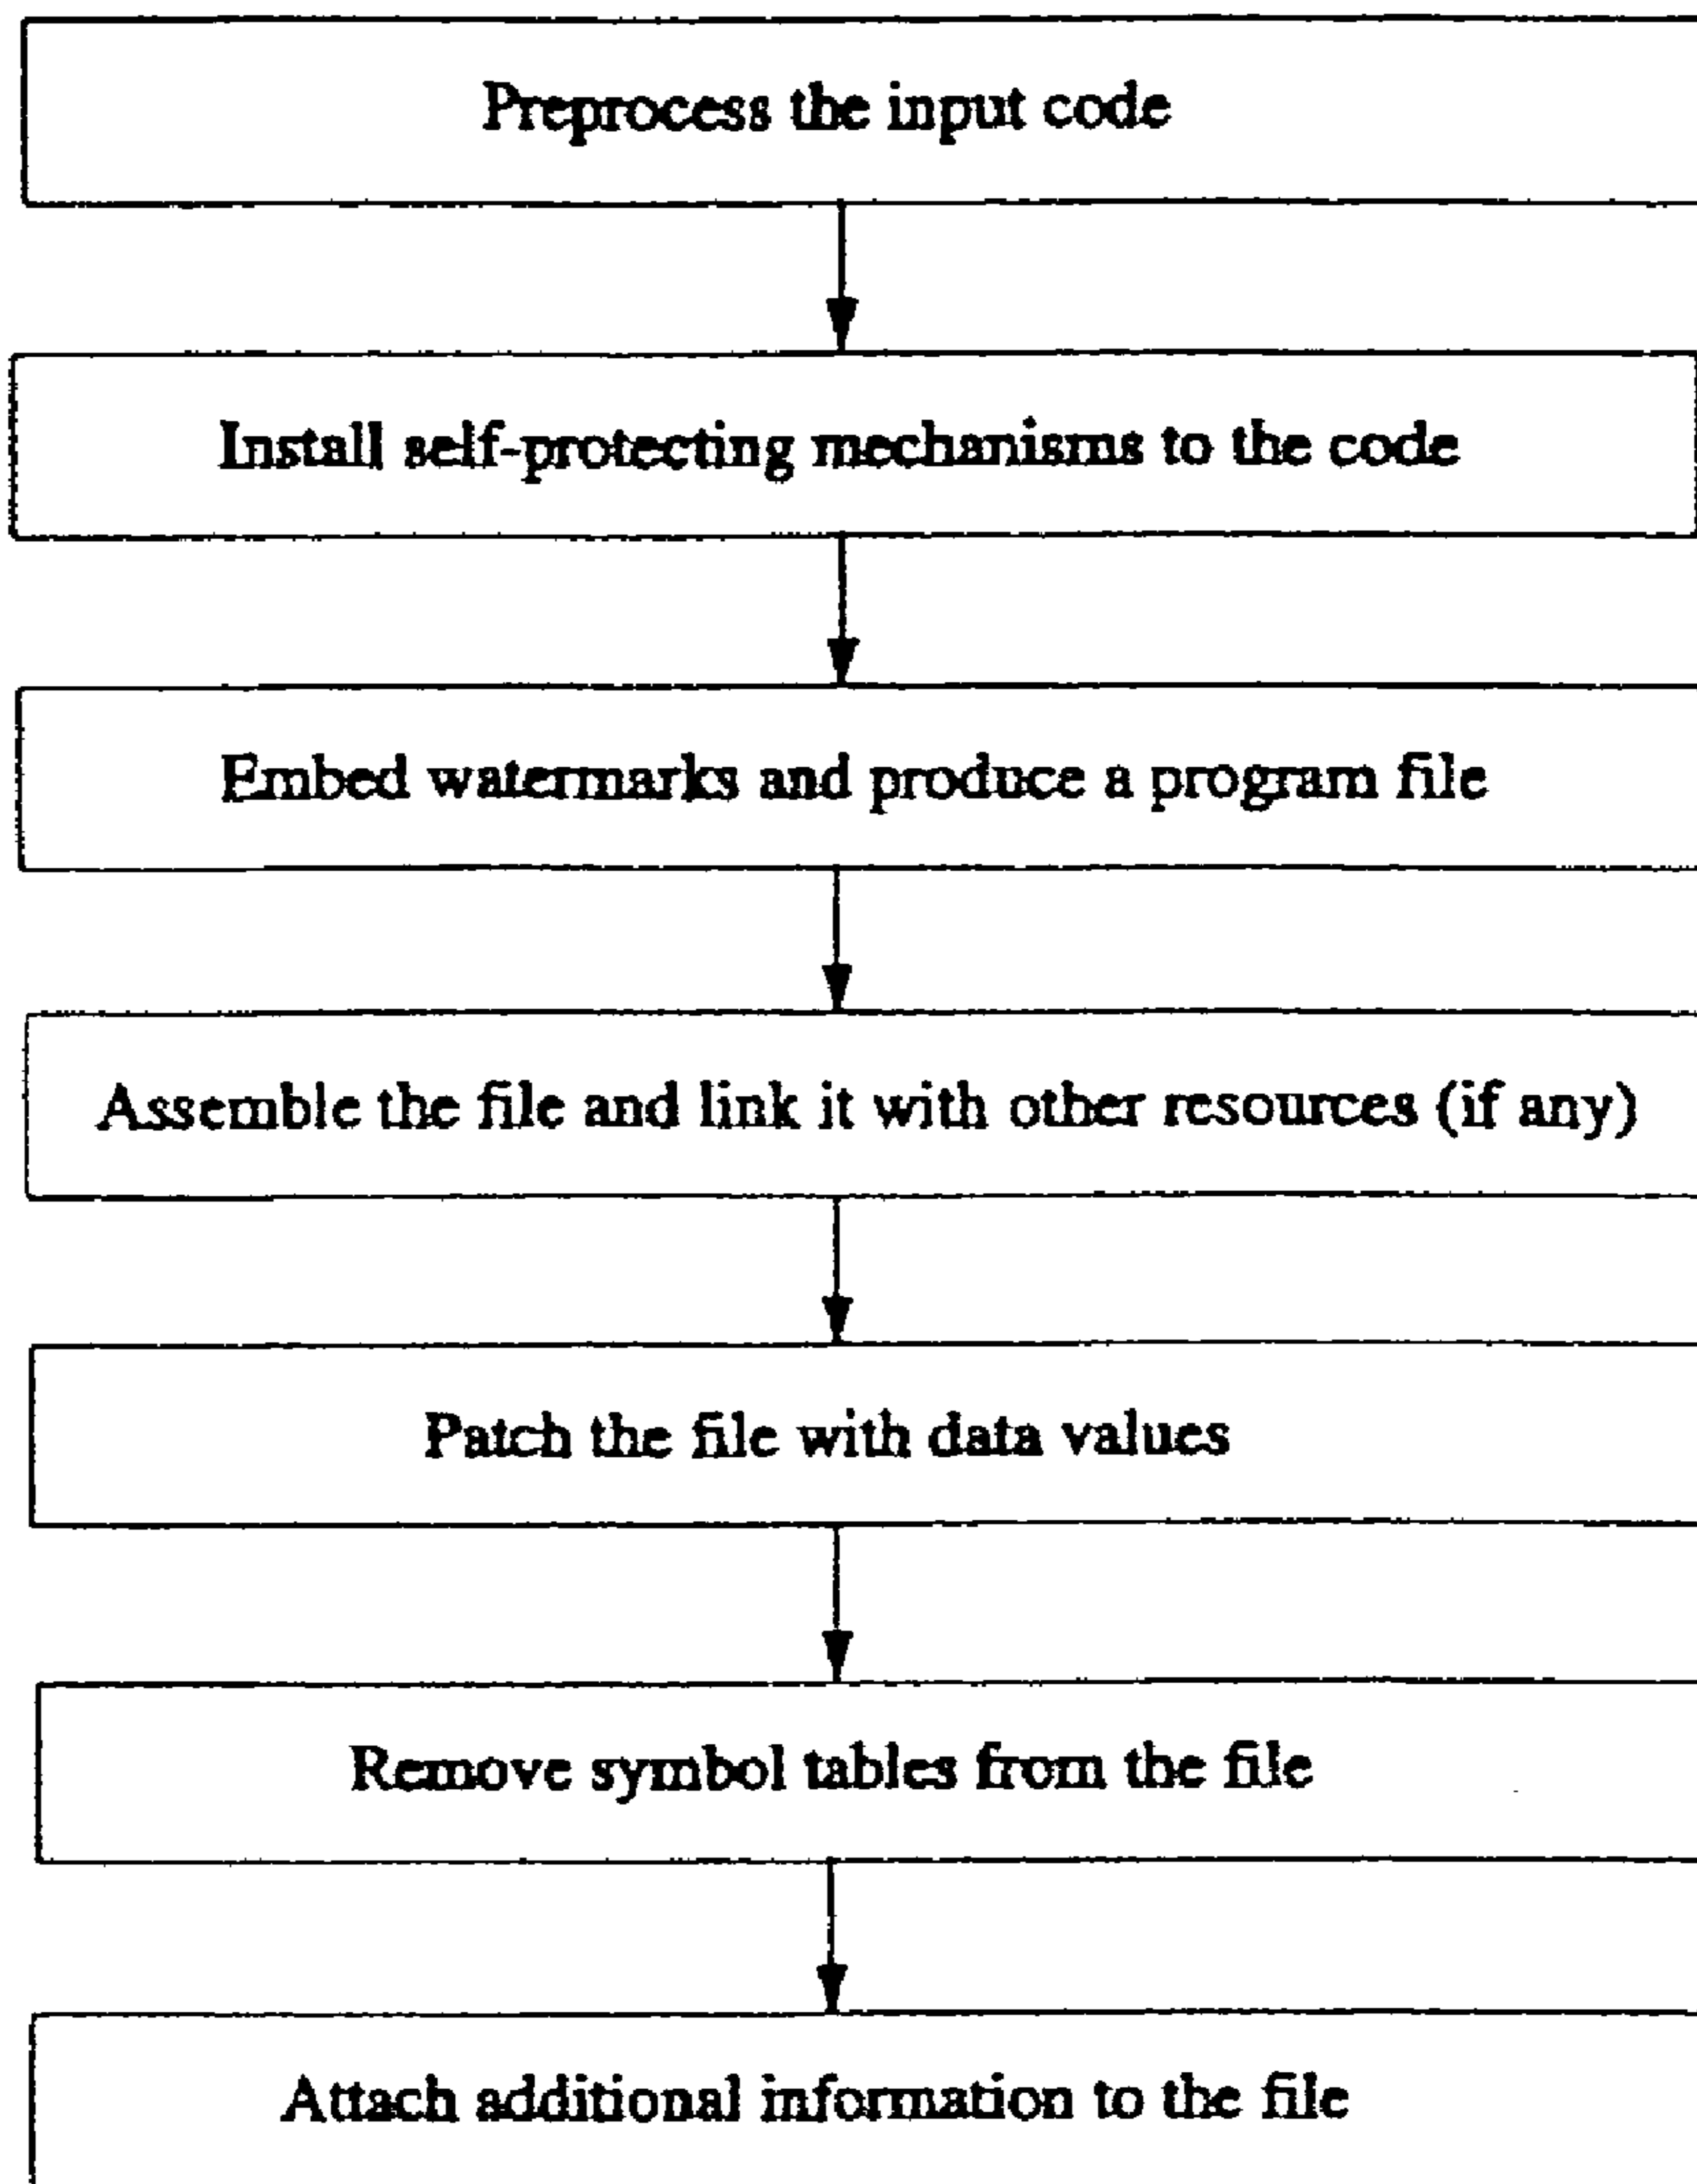 Preprocess the input code
Install self-protecting mechanisms to the code
Embed watermarks and produce a program file
Assemble the file and link it with other resources (if any)
Patch the file with data values
Remove symbol tables from the file
Attach additional information to the file